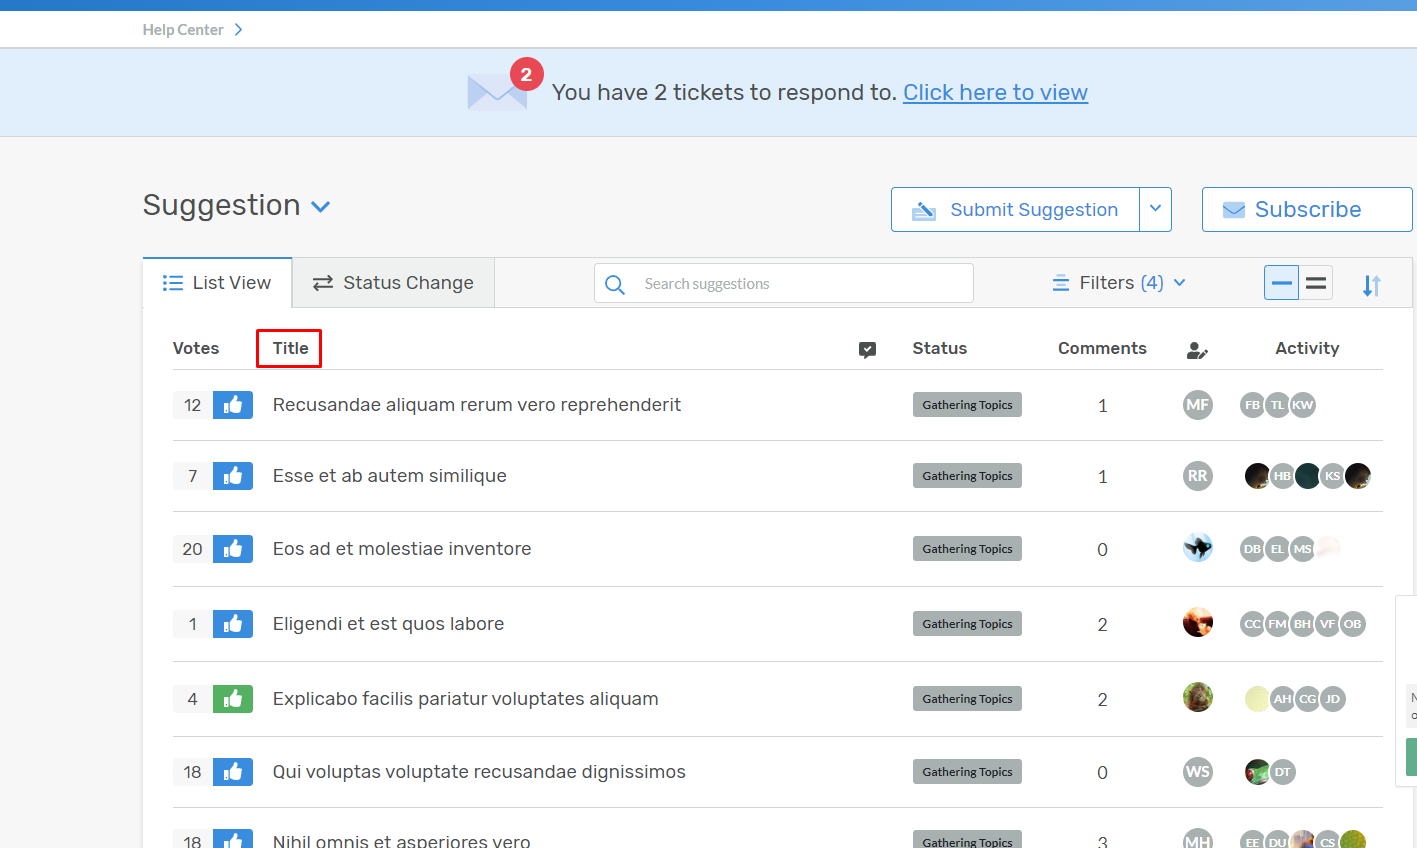 Help Center
2
You have 2 tickets to respond to. Click here to view
Suggestion
Submit Suggestion
Subscribe
List View
Status Change
Search suggestions
Filters (4)
Votes Title Status Comments Activity
12 Recusandae aliquam rerum vero reprehenderit Gathering Topics 1 MF FB TL KW
7 Esse et ab autem similique Gathering Topics 1 RR HB KS
20 Eos ad et molestiae inventore Gathering Topics 0 DB EL MS
1 Eligendi et est quos labore Gathering Topics 2 CC FM BH VF OB
4 Explicabo facilis pariatur voluptates aliquam Gathering Topics 2 AH CG JD
18 Qui voluptas voluptate recusandae dignissimos Gathering Topics 0 WS DT
18 Nihil omnis et asperiores vero Gathering Topics 3 MH EE DU CS